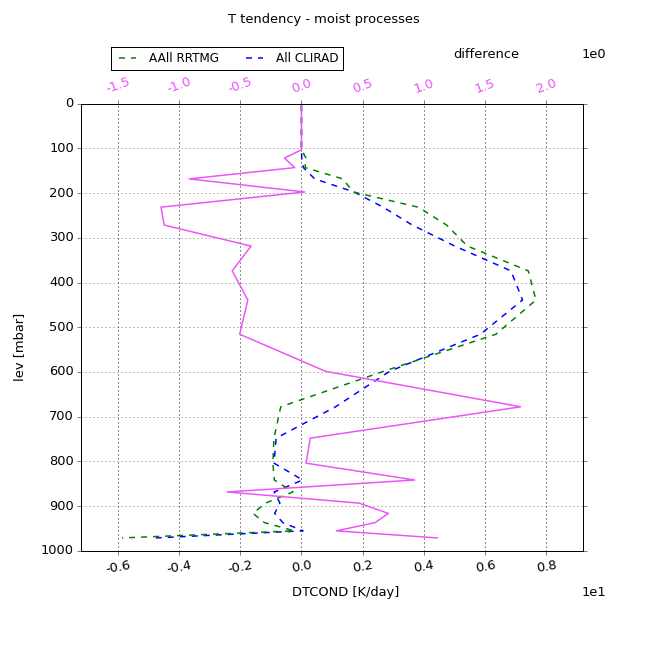 T tendency - moist processes
AAll RRTMG All CLIRAD
difference 1e0
-1.5 -1.0 -0.5 0.0 0.5 1.0 1.5 2.0
0
100
200
300
400
500
600
700
800
900
1000
lev [mbar]
-0.6 -0.4 -0.2 0.0 0.2 0.4 0.6 0.8
DTCOND [K/day] 1e1